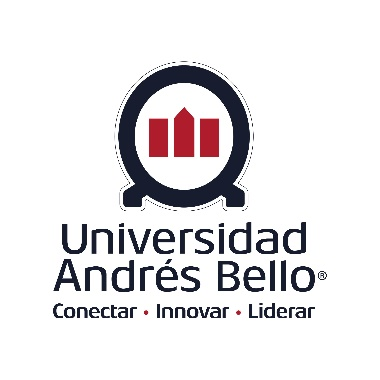 Universidad
Andrés Bello®
Conectar • Innovar • Liderar